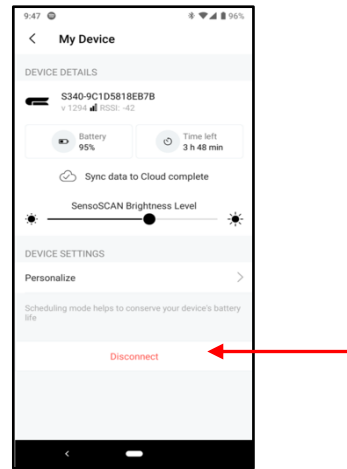 9:47 96%
My Device
DEVICE DETAILS
S340-9C1D5818EB7B
v 1294 RSSI: -42
Battery
95%
Time left
3 h 48 min
Sync data to Cloud complete
SensoSCAN Brightness Level
DEVICE SETTINGS
Personalize
Scheduling mode helps to conserve your device's battery
life
Disconnect